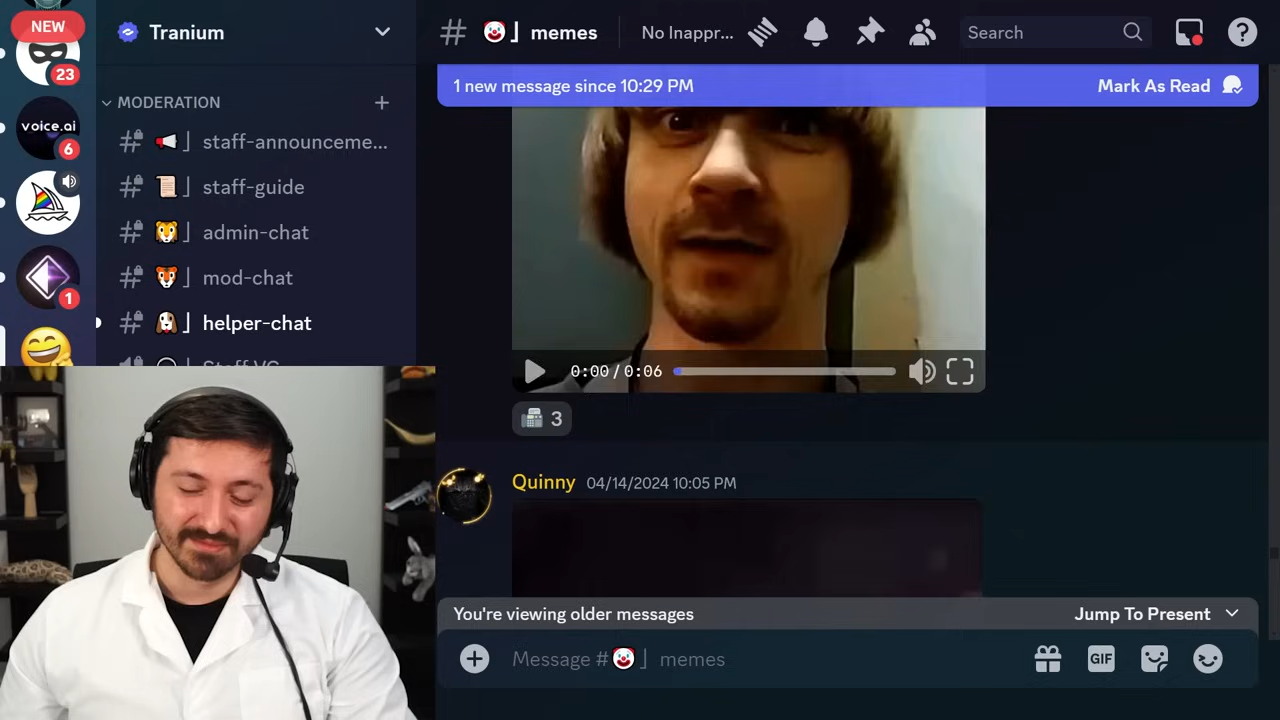 NEW
23
voice.ai
6
1
Tranium
MODERATION
staff-announceme...
staff-guide
admin-chat
mod-chat
helper-chat
Staff VC
memes
No Inappr...
Search
1 new message since 10:29 PM
Mark As Read
0:00/0:06
3
Quinny 04/14/2024 10:05 PM
You're viewing older messages
Jump To Present
Message # memes
GIF